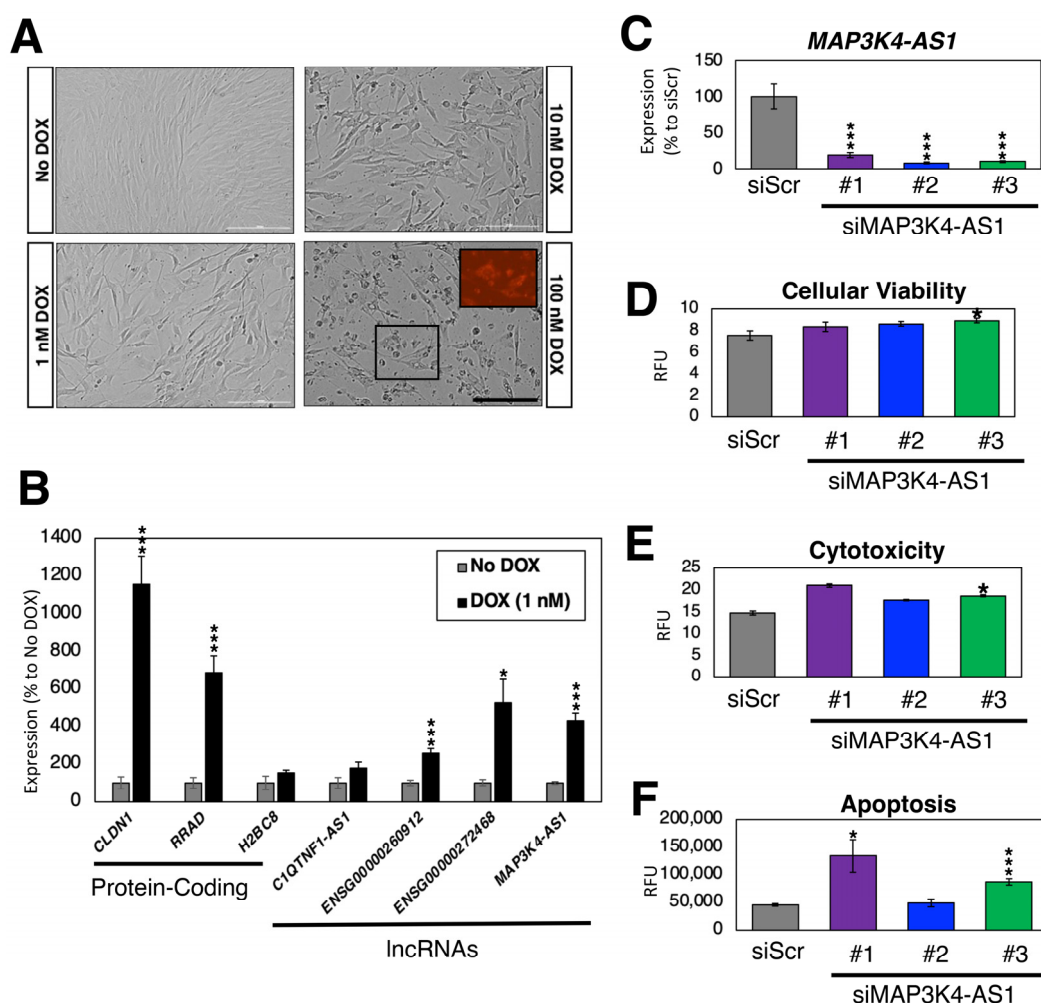 A
No DOX
10 nM DOX
1 nM DOX
100 nM DOX
B
Expression (% to No DOX)
1400
1200
1000
800
600
400
200
0
No DOX
DOX (1 nM)
***
***
***
*
***
CLDN1
RRAD
H2BC8
C1QTNF1-AS1
ENSG00000260912
ENSG00000272468
MAP3K4-AS1
Protein-Coding
lncRNAs
C
MAP3K4-AS1
Expression
(% to siScr)
150
100
50
0
***
***
***
siScr
#1
#2
#3
siMAP3K4-AS1
D
Cellular Viability
RFU
10
8
6
4
2
0
*
siScr
#1
#2
#3
siMAP3K4-AS1
E
Cytotoxicity
RFU
25
20
15
10
5
0
*
siScr
#1
#2
#3
siMAP3K4-AS1
F
Apoptosis
RFU
200,000
150,000
100,000
50,000
0
*
***
siScr
#1
#2
#3
siMAP3K4-AS1